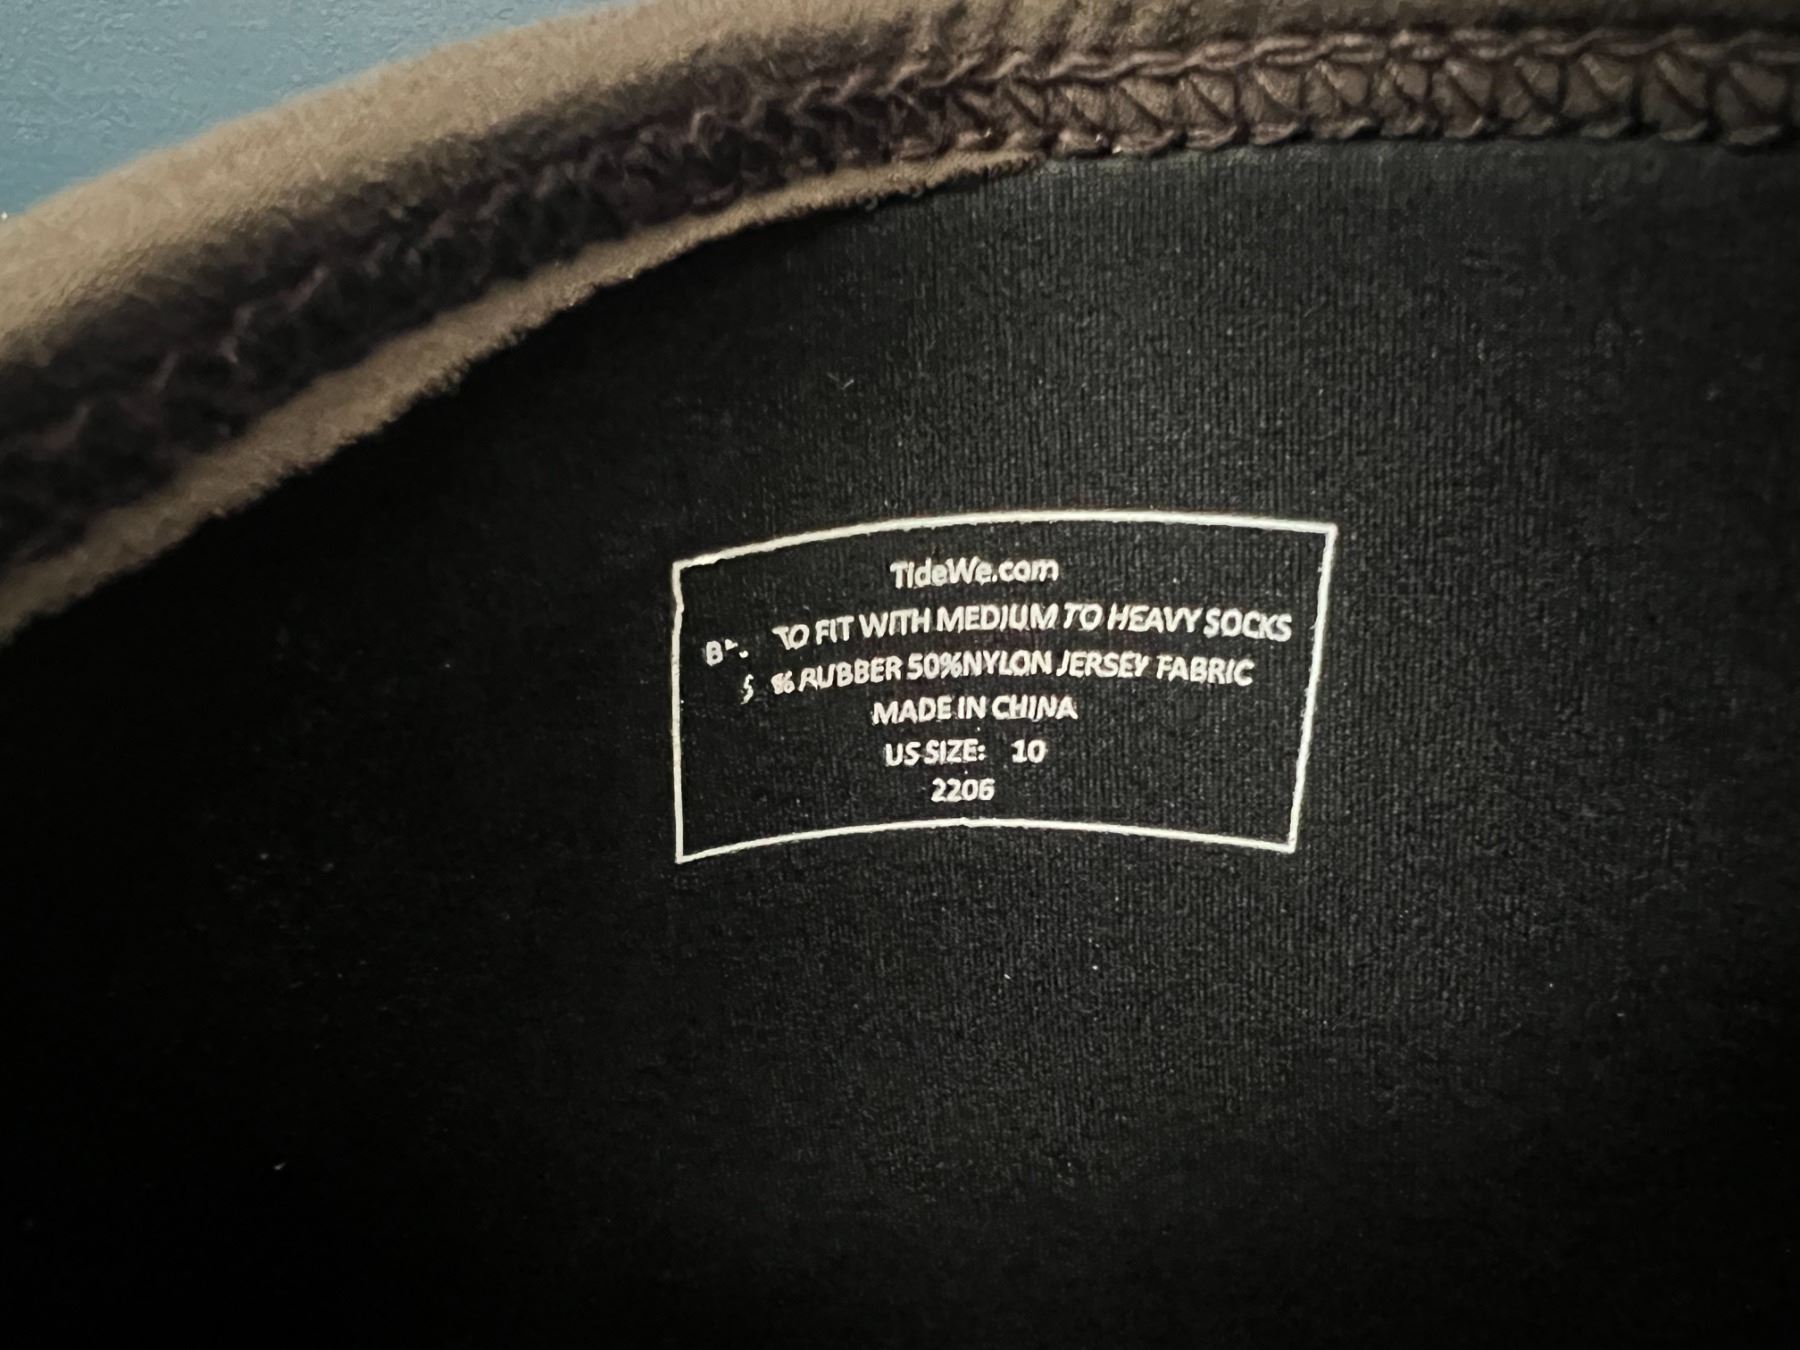 TideWe.com
TO FIT WITH MEDIUM TO HEAVY SOCKS
% RUBBER 50%NYLON JERSEY FABRIC
MADE IN CHINA
US SIZE: 10
2206